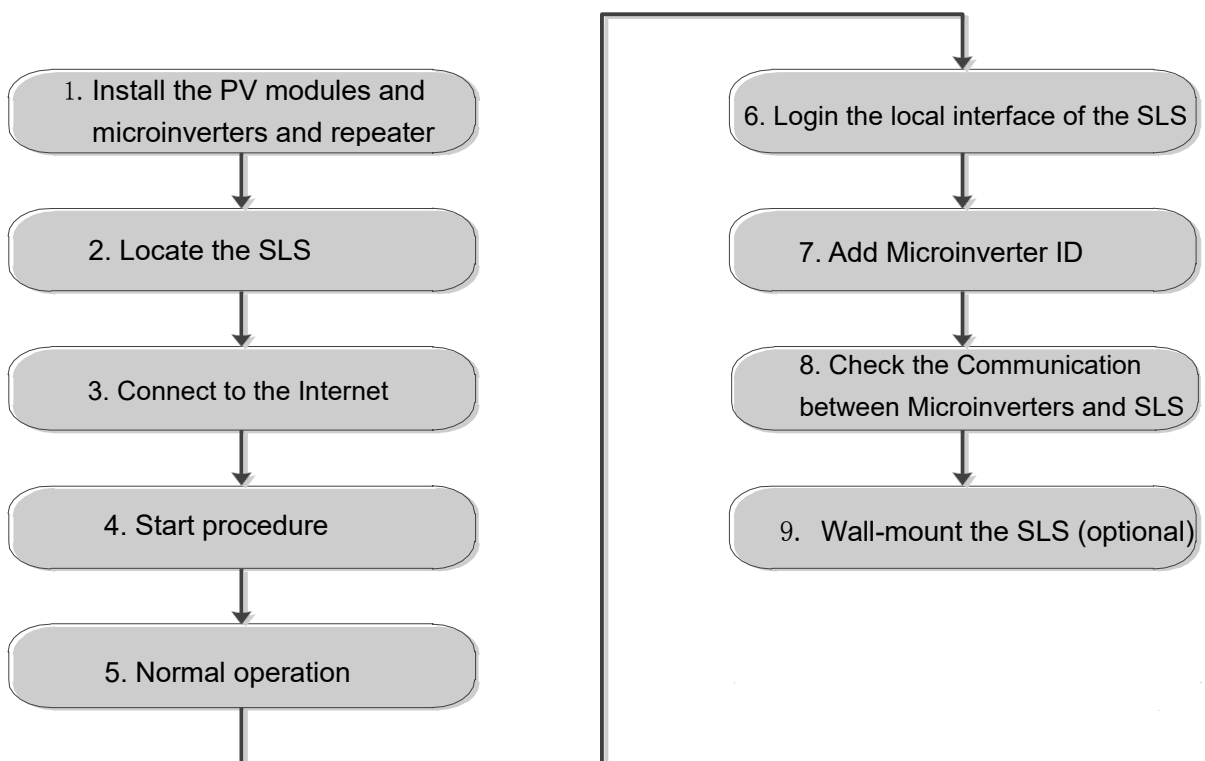 1. Install the PV modules and
microinverters and repeater
2. Locate the SLS
3. Connect to the Internet
4. Start procedure
5. Normal operation
6. Login the local interface of the SLS
7. Add Microinverter ID
8. Check the Communication
between Microinverters and SLS
9. Wall-mount the SLS (optional)